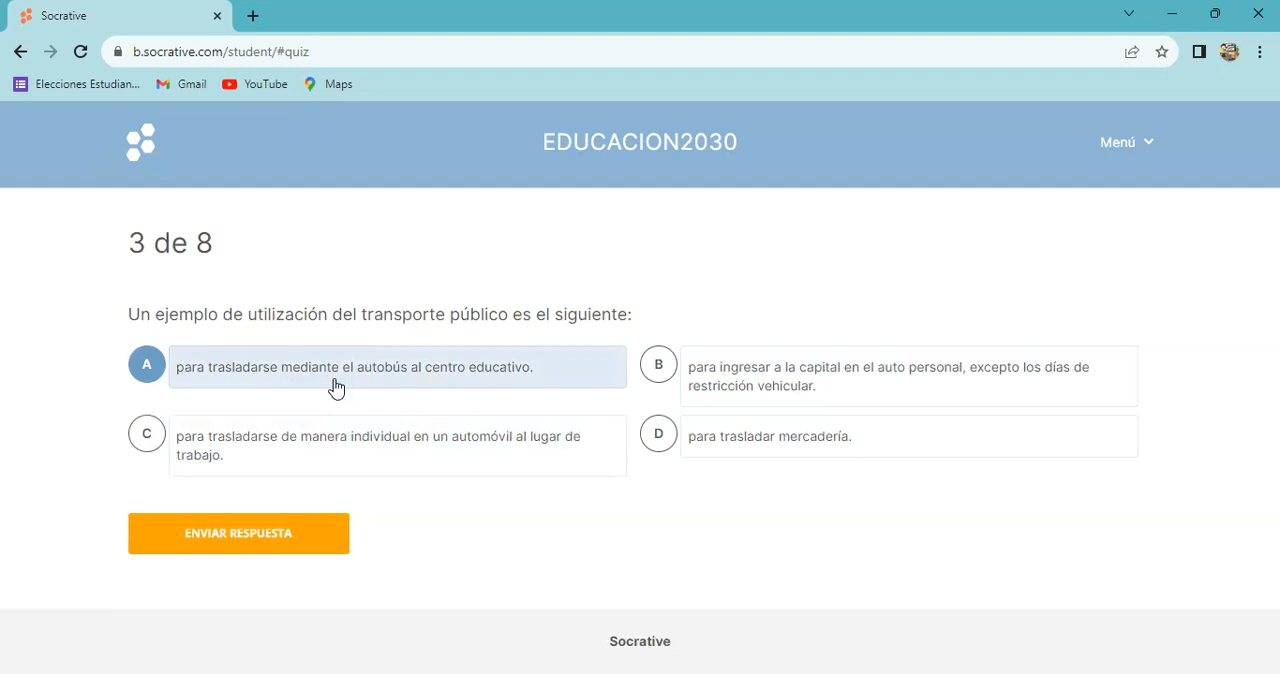 Socrative
b.socrative.com/student/#quiz
Elecciones Estudian...
Gmail
YouTube
Maps
EDUCACION2030
Menú
3 de 8
Un ejemplo de utilización del transporte público es el siguiente:
A
para trasladarse mediante el autobús al centro educativo.
B
para ingresar a la capital en el auto personal, excepto los días de
restricción vehicular.
C
para trasladarse de manera individual en un automóvil al lugar de
trabajo.
D
para trasladar mercadería.
ENVIAR RESPUESTA
Socrative